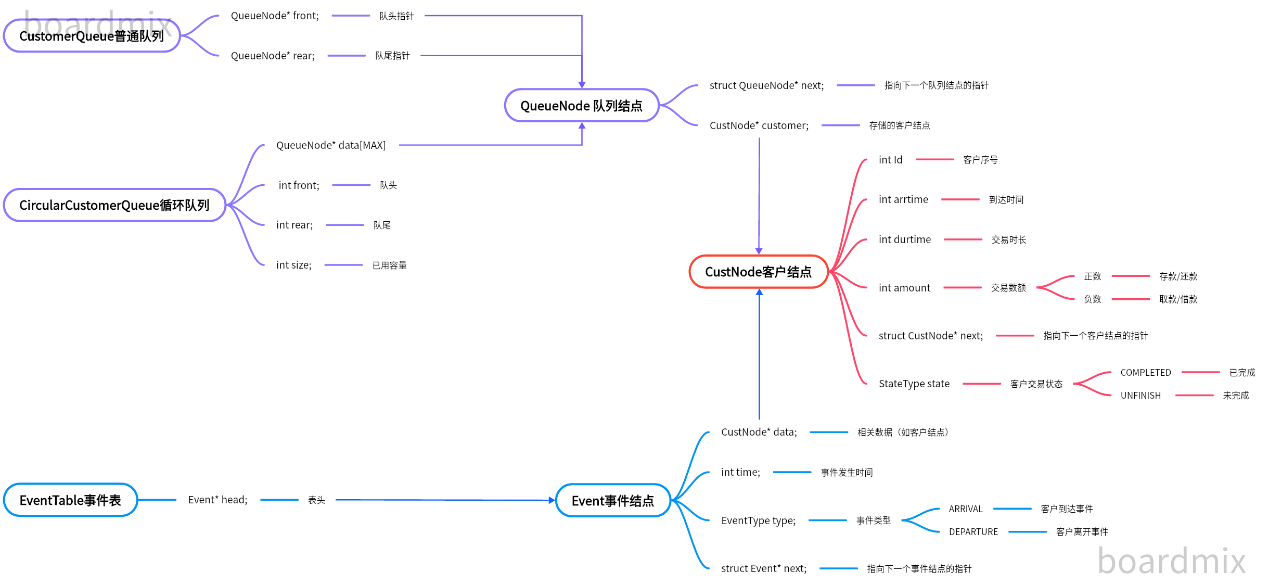 boardmix
CustomerQueue普通队列
QueueNode* front;
队头指针
QueueNode* rear;
队尾指针
QueueNode 队列结点
struct QueueNode* next;
指向下一个队列结点的指针
CustNode* customer;
存储的客户结点
CircularCustomerQueue循环队列
QueueNode* data[MAX]
int front;
队头
int rear;
队尾
int size;
已用容量
CustNode客户结点
int Id
客户序号
int arrtime
到达时间
int durtime
交易时长
int amount
交易数额
正数
存款/还款
负数
取款/借款
struct CustNode* next;
指向下一个客户结点的指针
StateType state
客户交易状态
COMPLETED
已完成
UNFINISH
未完成
EventTable事件表
Event* head;
表头
Event事件结点
CustNode* data;
相关数据（如客户结点）
int time;
事件发生时间
EventType type;
事件类型
ARRIVAL
客户到达事件
DEPARTURE
客户离开事件
struct Event* next;
指向下一个事件结点的指针
boardmix